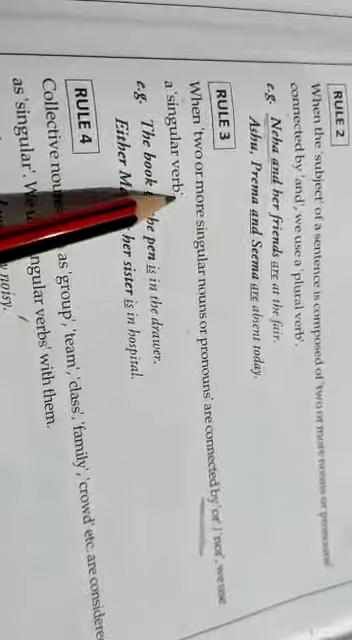 RULE 2
When the 'subject' of a sentence is composed of 'two or more nouns or pronouns'
connected by 'and', we use a 'plural verb'.
e.g. Neha and her friends are at the fair.
Ashu, Prema and Seema are absent today.
RULE 3
When 'two or more singular nouns or pronouns' are connected by 'or' / 'nor', we use
a 'singular verb'
e.g. The book he pen is in the drawer.
Either her sister is in hospital.
RULE 4
Collective as 'group', 'team', 'class', 'family', 'crowd' etc. are considere
as 'singular'. We ngular verbs' with them.
noisy.